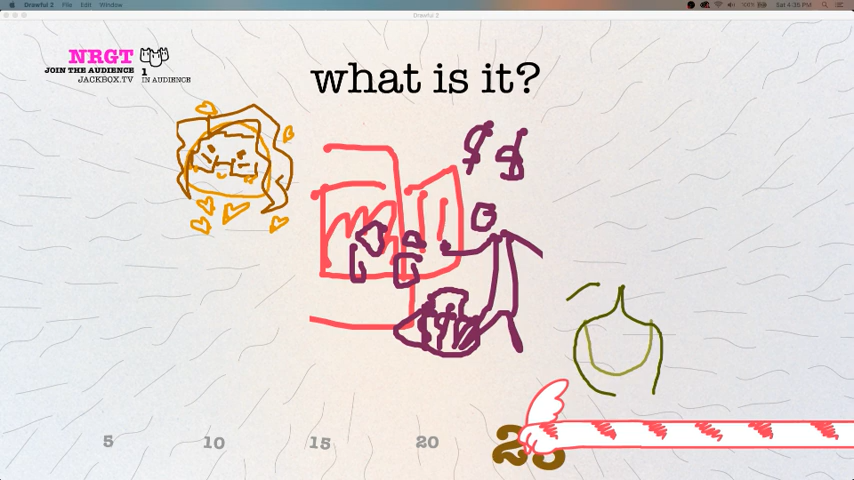 Drawful 2 File Edit Window 100% Sat 4:35 PM
Drawful 2
NRGT
JOIN THE AUDIENCE
JACKBOX.TV
1
IN AUDIENCE
what is it?
$ $
5 10 15 20 25